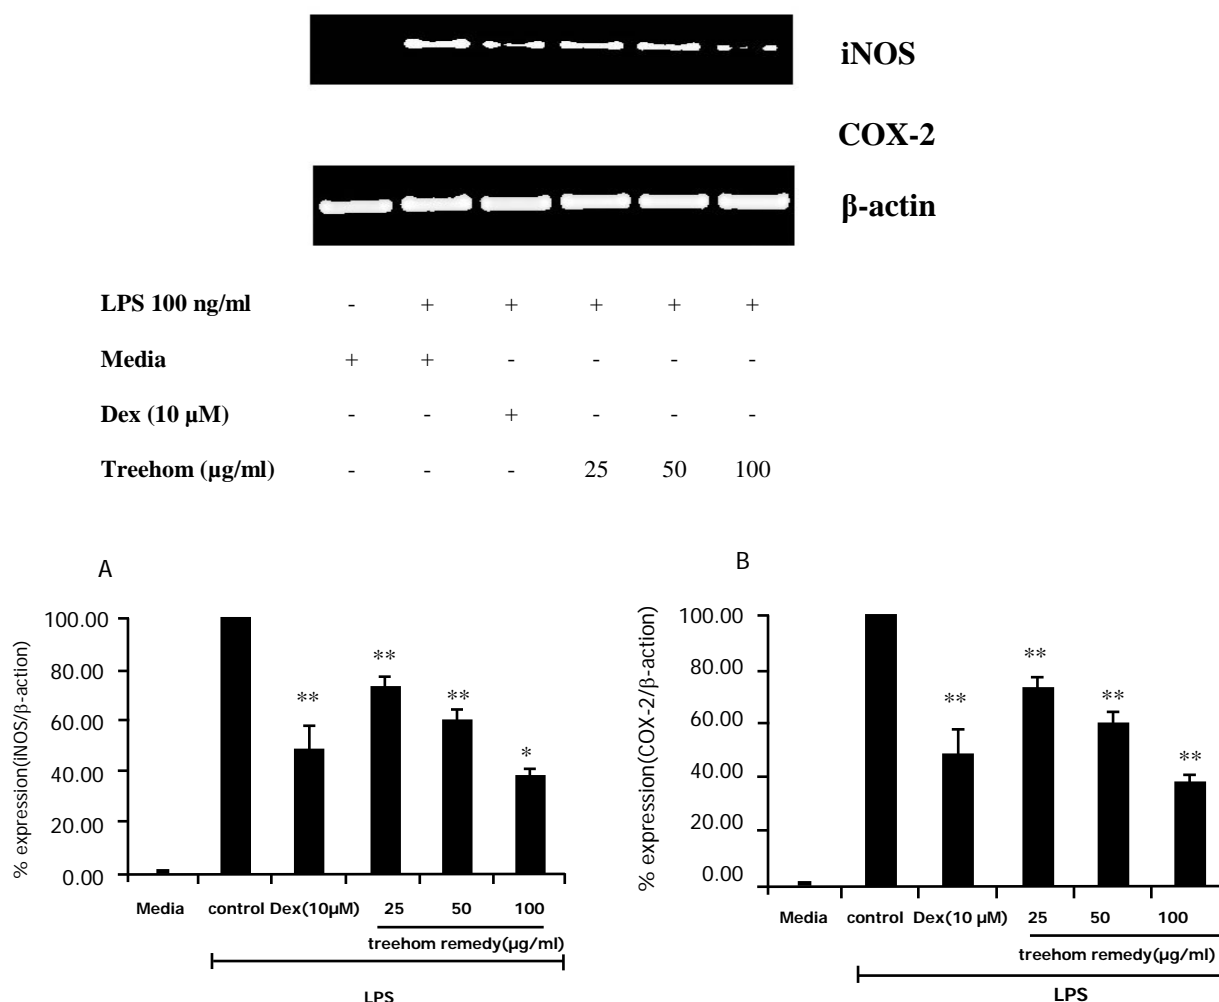 iNOS
COX-2
β-actin
LPS 100 ng/ml - + + + + +
Media + + - - - -
Dex (10 µM) - - + - - -
Treehom (µg/ml) - - - 25 50 100
A
% expression(iNOS/β-action)
100.00
80.00
60.00
40.00
20.00
0.00
** ** ** *
Media control Dex(10µM) 25 50 100
treehom remedy(µg/ml)
LPS
B
% expression(COX-2/β-action)
100.00
80.00
60.00
40.00
20.00
0.00
** ** ** **
Media control Dex(10 µM) 25 50 100
treehom remedy(µg/ml)
LPS